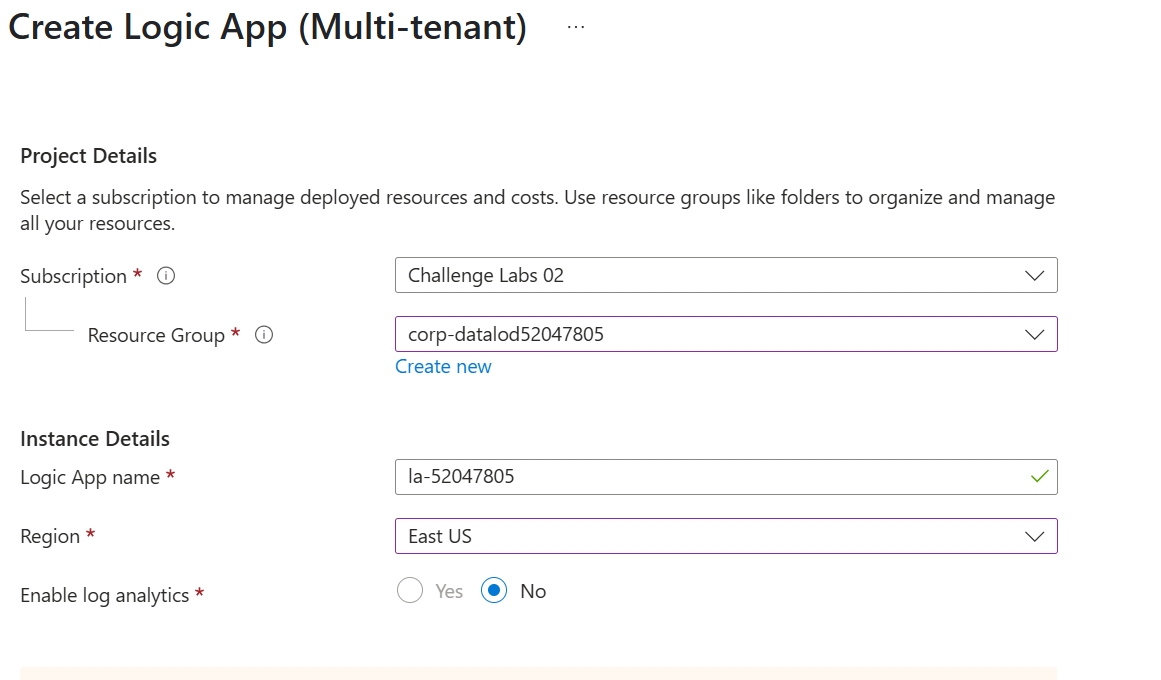 Create Logic App (Multi-tenant) ...
Project Details
Select a subscription to manage deployed resources and costs. Use resource groups like folders to organize and manage
all your resources.
Subscription * Challenge Labs 02
Resource Group * corp-datalod52047805
Create new
Instance Details
Logic App name * la-52047805
Region * East US
Enable log analytics * Yes No